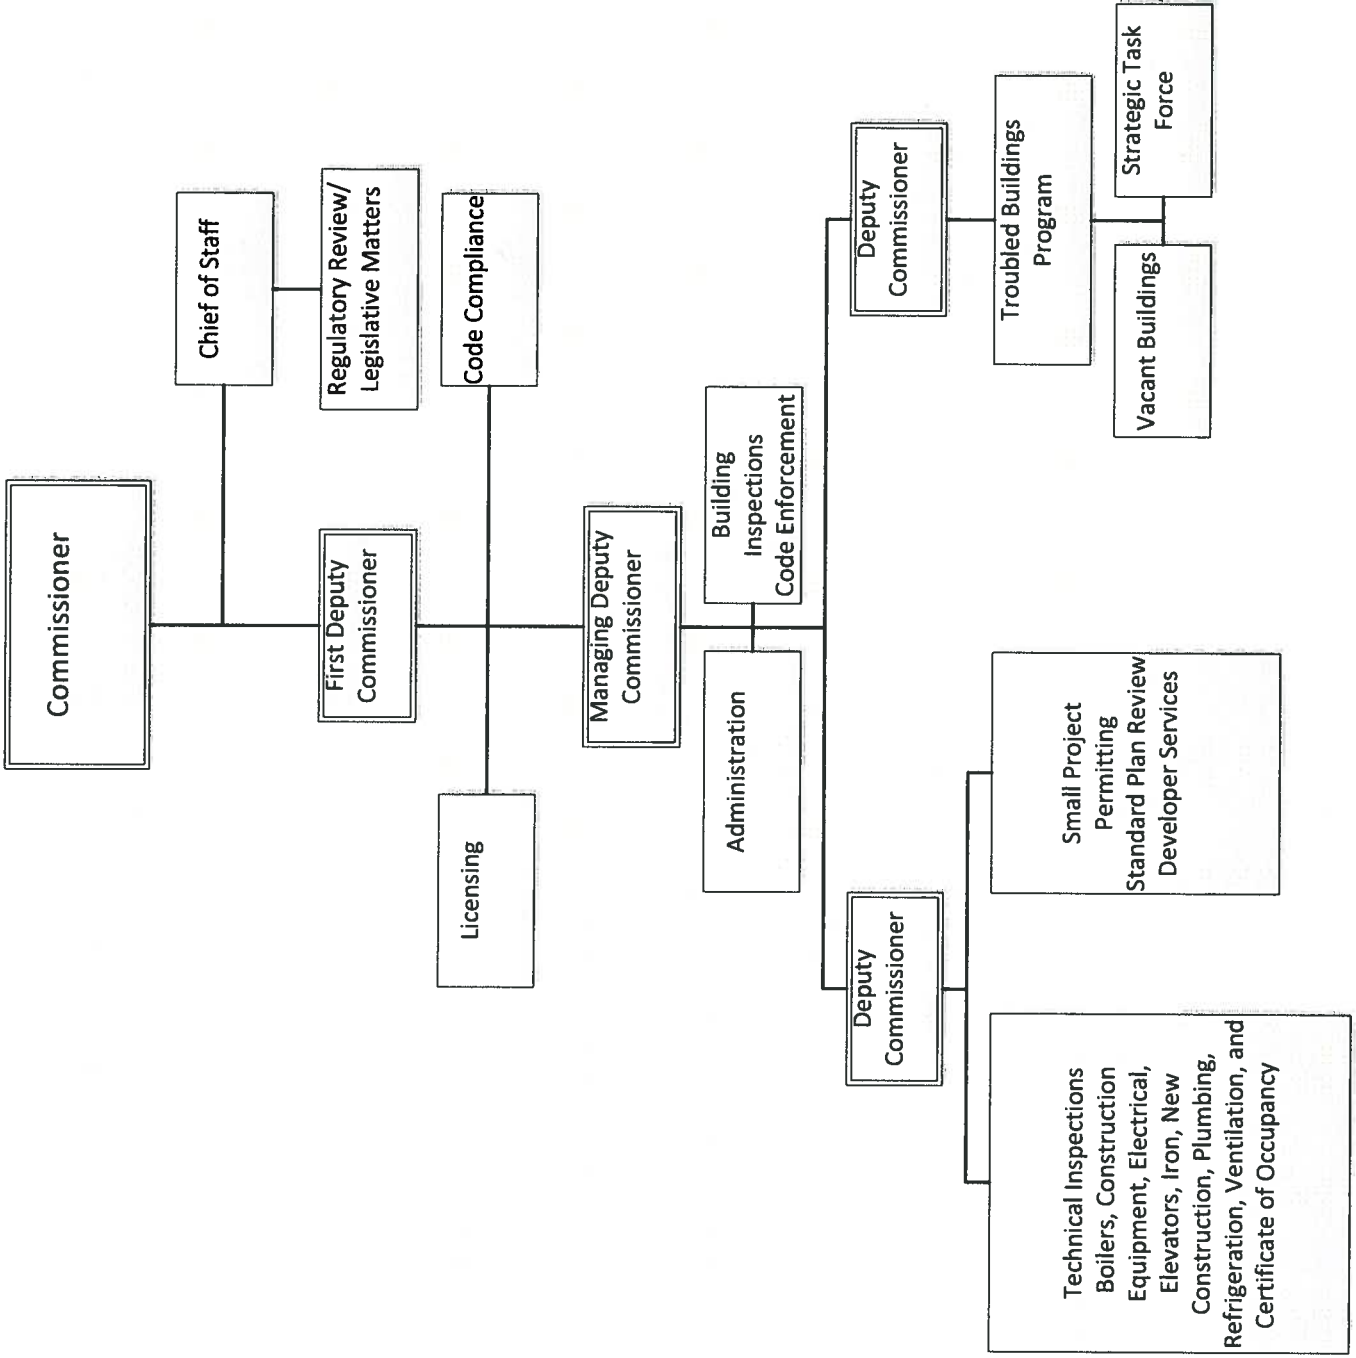 Commissioner
Chief of Staff
Regulatory Review/
Legislative Matters
First Deputy
Commissioner
Licensing
Code Compliance
Managing Deputy
Commissioner
Administration
Building
Inspections
Code Enforcement
Deputy
Commissioner
Technical Inspections
Boilers, Construction
Equipment, Electrical,
Elevators, Iron, New
Construction, Plumbing,
Refrigeration, Ventilation, and
Certificate of Occupancy
Small Project
Permitting
Standard Plan Review
Developer Services
Deputy
Commissioner
Troubled Buildings
Program
Vacant Buildings
Strategic Task
Force